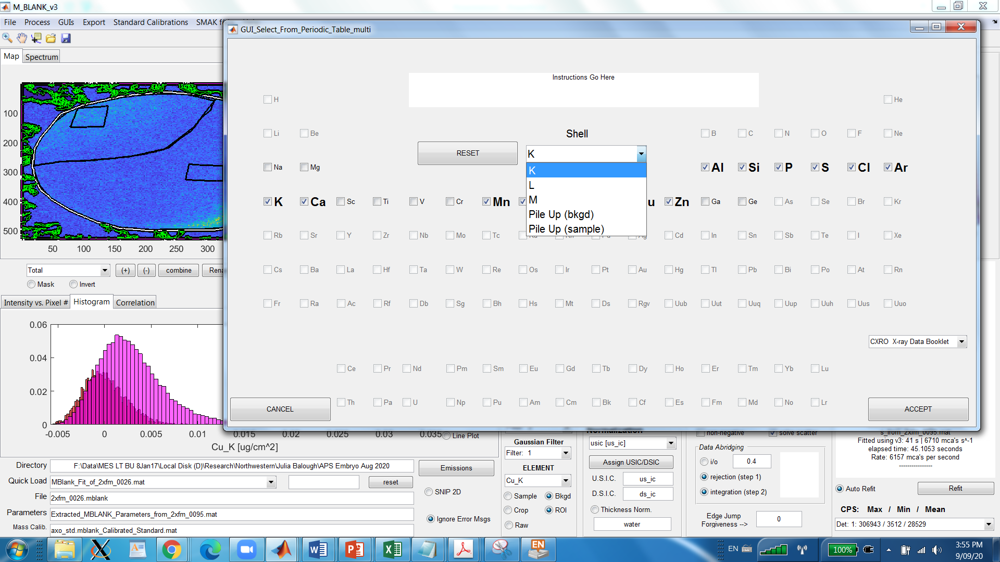 M_BLANK_v3
File Process GUIs Export Standard Calibrations SMAK f
GUI_Select_From_Periodic_Table_multi
Map Spectrum
Instructions Go Here
H He
Li Be B C N O F Ne
Shell
RESET K
Na Mg Al Si P S Cl Ar
K
L
M
Pile Up (bkgd)
Pile Up (sample)
K Ca Sc Ti V Cr Mn u Zn Ga Ge As Se Br Kr
Rb Sr Y Zr Nb Mo Tc Cd In Sn Sb Te I Xe
Cs Ba La Hf Ta W Re Os Ir Pt Au Hg Tl Pb Bi Po At Rn
Fr Ra Ac Rf Db Sg Bh Hs Mt Ds Rgv Uub Uut Uuq Uup Uuh Uus Uuo
CXRO X-ray Data Booklet
Ce Pr Nd Pm Sm Eu Gd Tb Dy Ho Er Tm Yb Lu
Th Pa U Np Pu Am Cm Bk Cf Es Fm Md No Lr
CANCEL ACCEPT
100
200
300
400
500
50 100 150 200 250 300
Total (+) (-) combine Rena
Mask Invert
Intensity vs. Pixel # Histogram Correlation
0.06
0.04
0.02
0
-0.005 0 0.005 0.01 0.015 0.02 0.025 0.03 0.035
Cu_K [ug/cm^2]
Line Plot
Directory F:\Data\MES LT BU 8Jan17\Local Disk (D)\Research\Northwestern\Julia Balough\APS Embryo Aug 2020
Quick Load MBlank_Fit_of_2xfm_0026.mat reset
File 2xfm_0026.mblank
Parameters Extracted_MBLANK_Parameters_from_2xfm_0095.mat
Mass Calib. axo_std.mblank_Calibrated_Standard.mat
Emissions
SNIP 2D
Ignore Error Msgs
Gaussian Filter
Filter: 1
ELEMENT
Cu_K
Sample Bkgd
Crop ROI
Raw
Normalization
usic [us_ic]
Assign USIC/DSIC
U.S.I.C. us_ic
D.S.I.C. ds_ic
Thickness Norm.
water
non-negative solve scatter
Data Abridging
i/o 0.4
rejection (step 1)
integration (step 2)
Edge Jump
Forgiveness --> 0
s_from_2xfm_0095.mat
Fitted using v3: 41 s | 6710 mca's s^-1
elapsed time: 45.1053 seconds
Rate: 6157 mca's per second
----------------
Auto Refit Refit
CPS: Max / Min / Mean
Det: 1: 306943 / 3512 / 28529
EN
EN
100%
3:55 PM
9/09/20